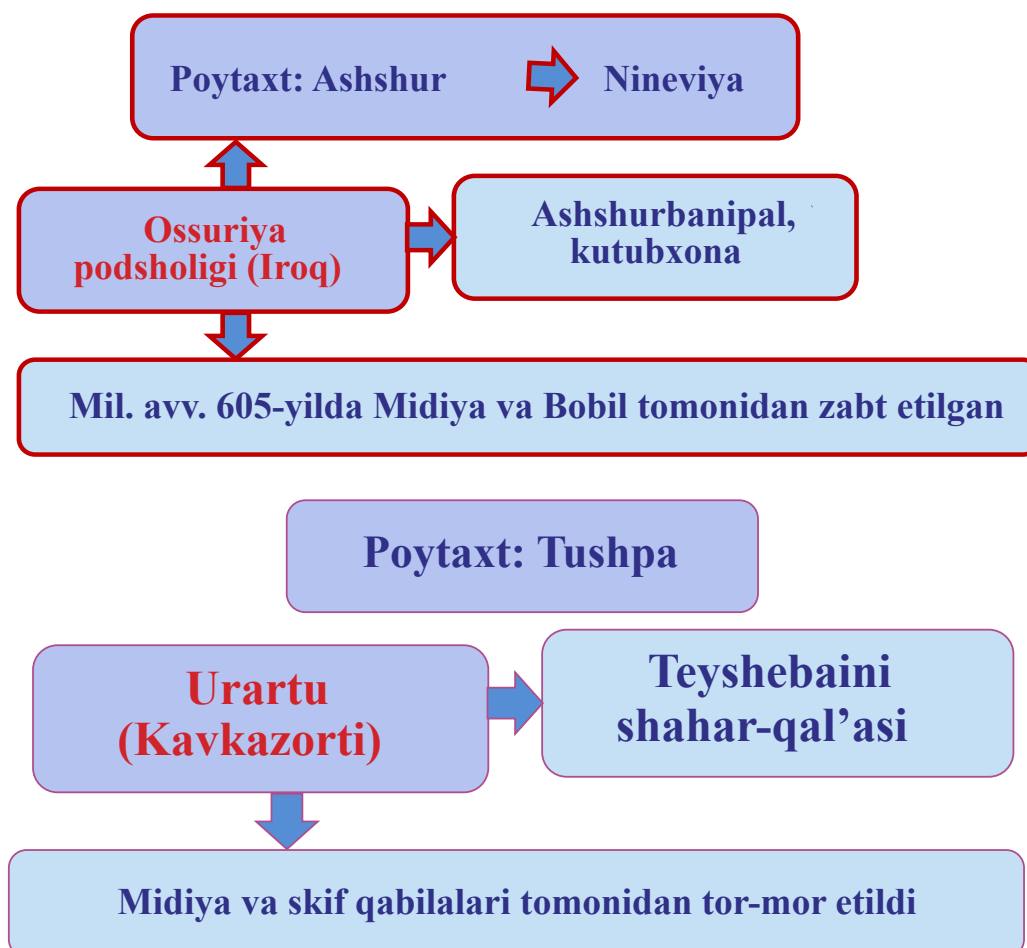 Poytaxt: Ashshur Nineviya
Ossuriya
podsholigi (Iroq)
Ashshurbanipal,
kutubxona
Mil. avv. 605-yilda Midiya va Bobil tomonidan zabt etilgan
Poytaxt: Tushpa
Urartu
(Kavkazorti)
Teyshebaini
shahar-qal’asi
Midiya va skif qabilalari tomonidan tor-mor etildi